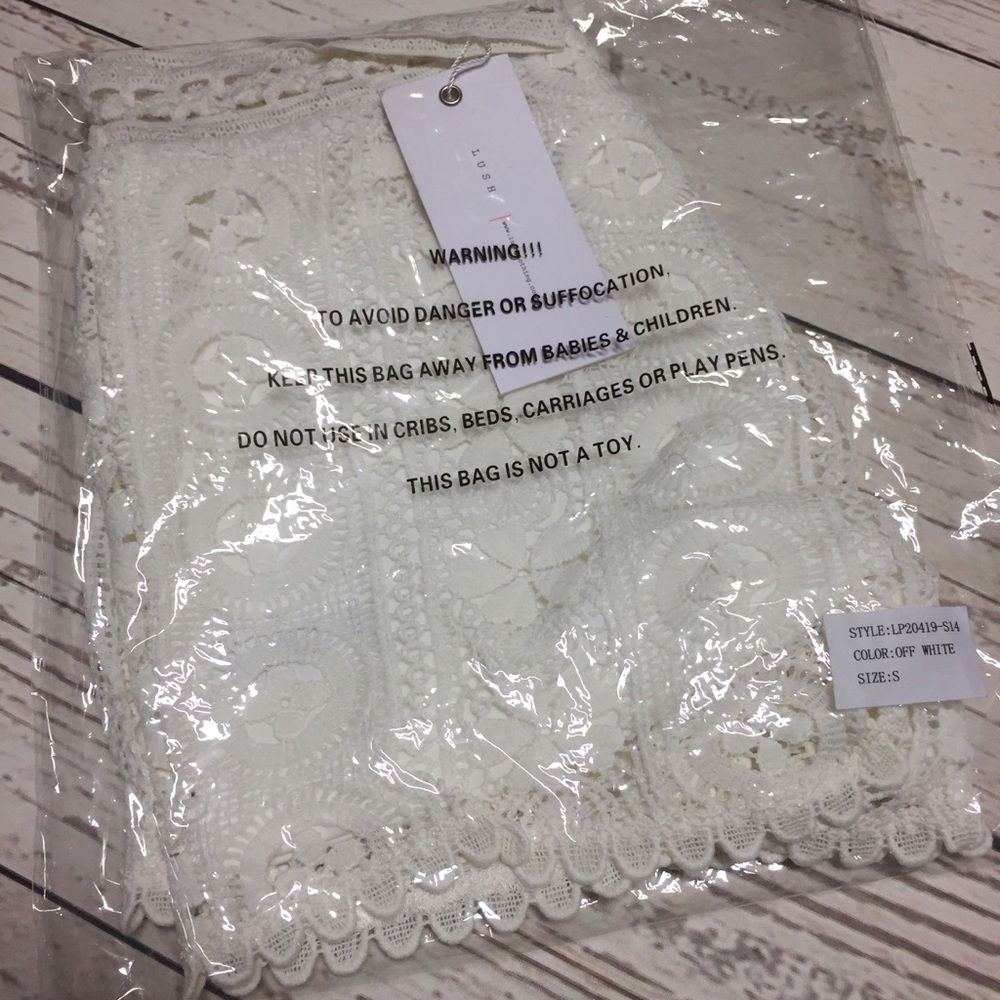 LUSH
WARNING!!!
TO AVOID DANGER OR SUFFOCATION,
KEEP THIS BAG AWAY FROM BABIES & CHILDREN.
DO NOT USE IN CRIBS, BEDS, CARRIAGES OR PLAY PENS.
THIS BAG IS NOT A TOY.
STYLE:LP20419-S14
COLOR:OFF WHITE
SIZE:S